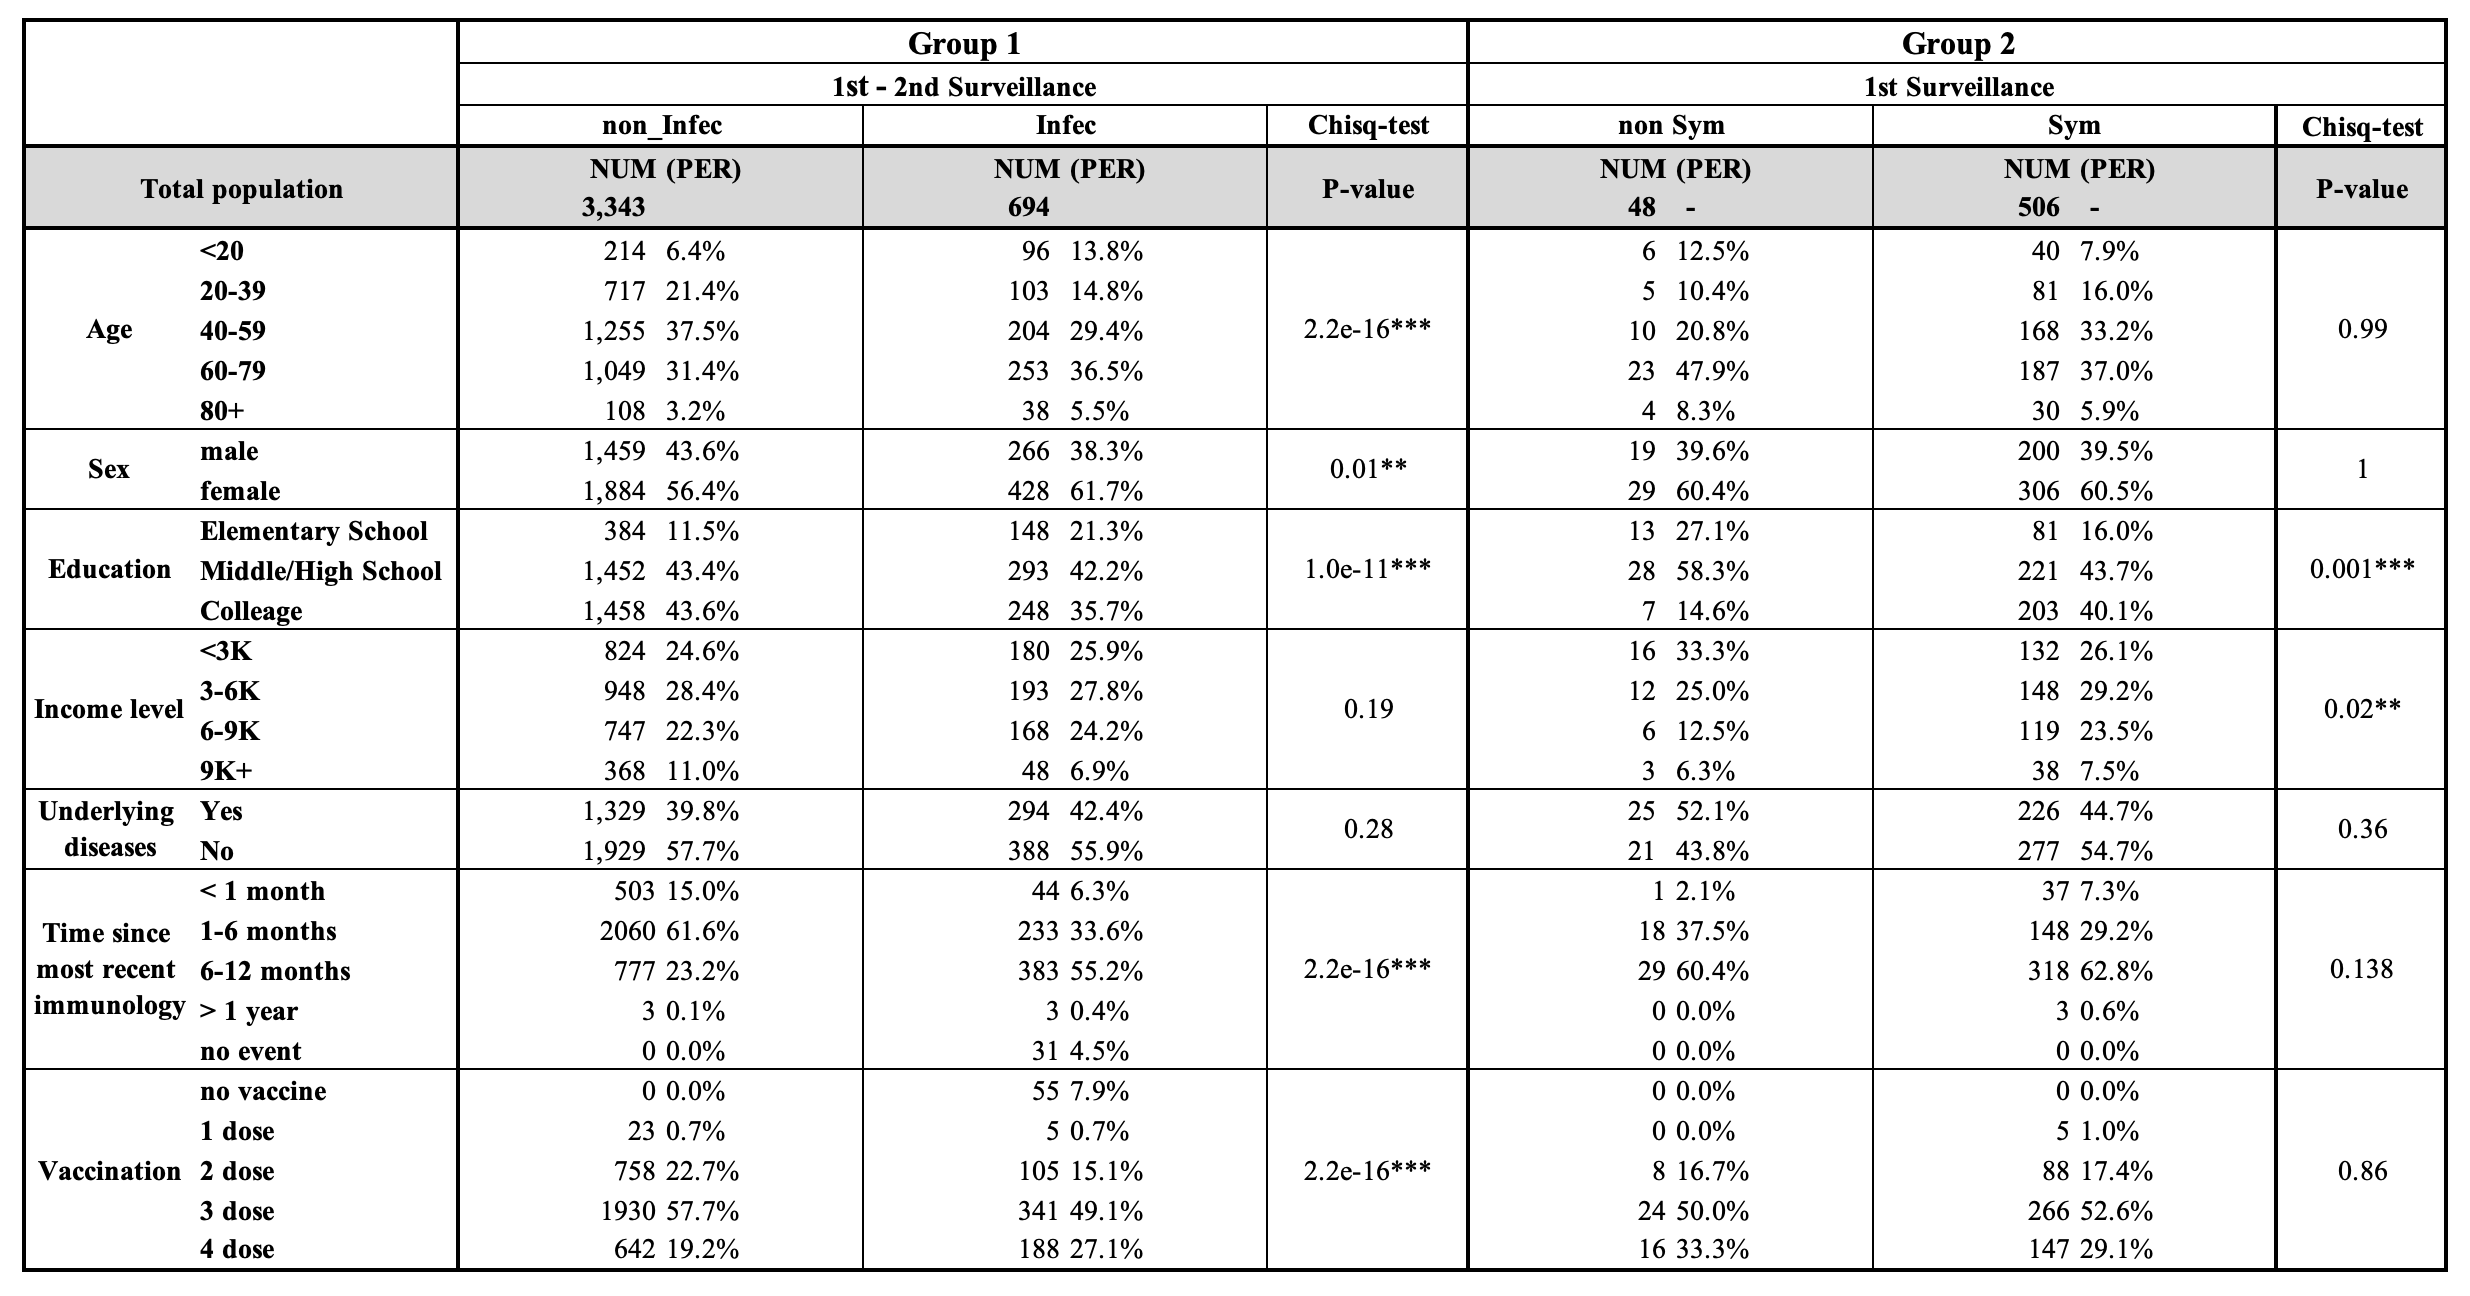 Group 1 Group 2
1st - 2nd Surveillance 1st Surveillance
non_Infec Infec Chisq-test non Sym Sym Chisq-test
Total population NUM (PER) NUM (PER) P-value NUM (PER) NUM (PER) P-value
3,343 694 48 - 506 -
<20 214 6.4% 96 13.8% 6 12.5% 40 7.9%
20-39 717 21.4% 103 14.8% 5 10.4% 81 16.0%
Age 40-59 1,255 37.5% 204 29.4% 2.2e-16*** 10 20.8% 168 33.2% 0.99
60-79 1,049 31.4% 253 36.5% 23 47.9% 187 37.0%
80+ 108 3.2% 38 5.5% 4 8.3% 30 5.9%
Sex male 1,459 43.6% 266 38.3% 0.01** 19 39.6% 200 39.5% 1
female 1,884 56.4% 428 61.7% 29 60.4% 306 60.5%
Elementary School 384 11.5% 148 21.3% 13 27.1% 81 16.0%
Education Middle/High School 1,452 43.4% 293 42.2% 1.0e-11*** 28 58.3% 221 43.7% 0.001***
Colleage 1,458 43.6% 248 35.7% 7 14.6% 203 40.1%
<3K 824 24.6% 180 25.9% 16 33.3% 132 26.1%
Income level 3-6K 948 28.4% 193 27.8% 0.19 12 25.0% 148 29.2% 0.02**
6-9K 747 22.3% 168 24.2% 6 12.5% 119 23.5%
9K+ 368 11.0% 48 6.9% 3 6.3% 38 7.5%
Underlying Yes 1,329 39.8% 294 42.4% 0.28 25 52.1% 226 44.7% 0.36
diseases No 1,929 57.7% 388 55.9% 21 43.8% 277 54.7%
< 1 month 503 15.0% 44 6.3% 1 2.1% 37 7.3%
Time since 1-6 months 2060 61.6% 233 33.6% 18 37.5% 148 29.2%
most recent 6-12 months 777 23.2% 383 55.2% 2.2e-16*** 29 60.4% 318 62.8% 0.138
immunology > 1 year 3 0.1% 3 0.4% 0 0.0% 3 0.6%
no event 0 0.0% 31 4.5% 0 0.0% 0 0.0%
no vaccine 0 0.0% 55 7.9% 0 0.0% 0 0.0%
1 dose 23 0.7% 5 0.7% 0 0.0% 5 1.0%
Vaccination 2 dose 758 22.7% 105 15.1% 2.2e-16*** 8 16.7% 88 17.4% 0.86
3 dose 1930 57.7% 341 49.1% 24 50.0% 266 52.6%
4 dose 642 19.2% 188 27.1% 16 33.3% 147 29.1%